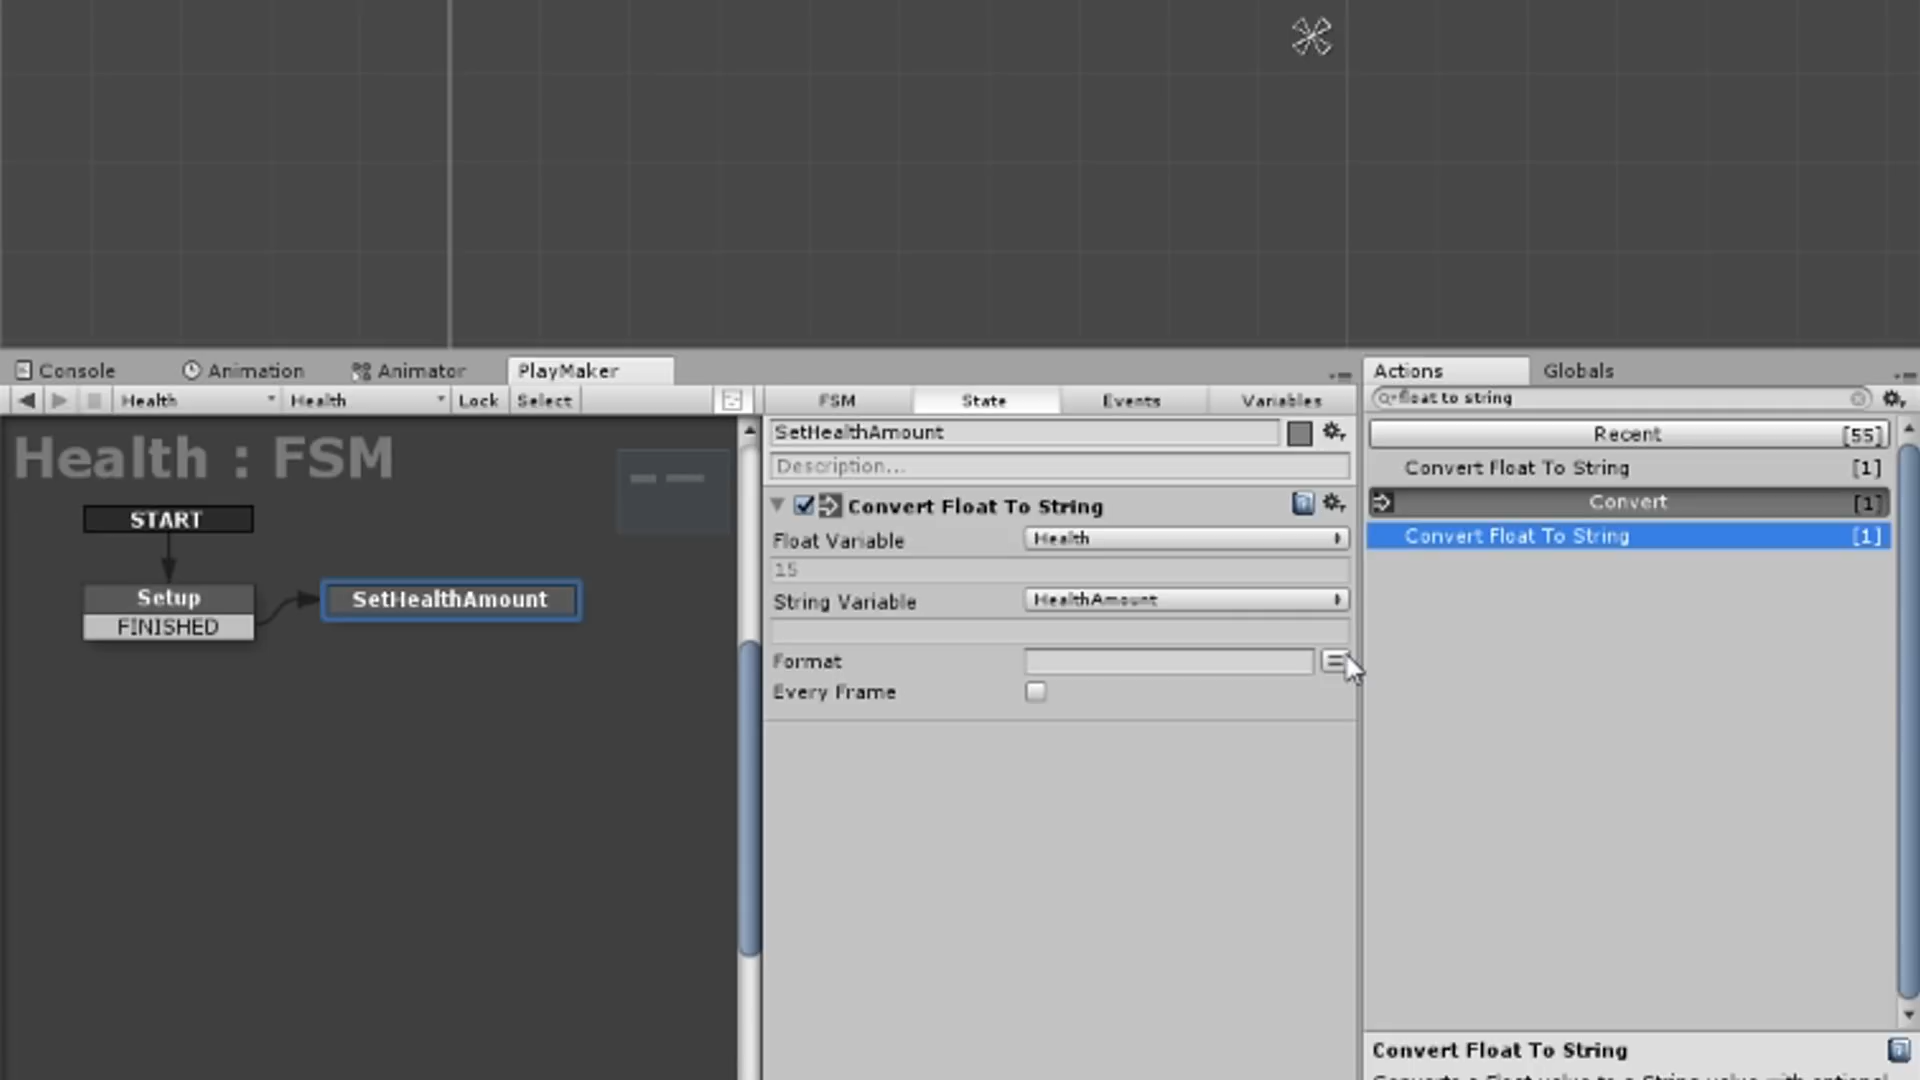 Console
Animation
Animator
PlayMaker
Actions
Globals
Health
Health
Lock
Select
FSM
State
Events
Variables
float to string
Health : FSM
SetHealthAmount
Recent
[55]
Description...
Convert Float To String
[1]
START
Convert Float To String
Convert
[1]
Float Variable
Health
Convert Float To String
[1]
15
Setup
SetHealthAmount
String Variable
HealthAmount
FINISHED
Format
Every Frame
Convert Float To String